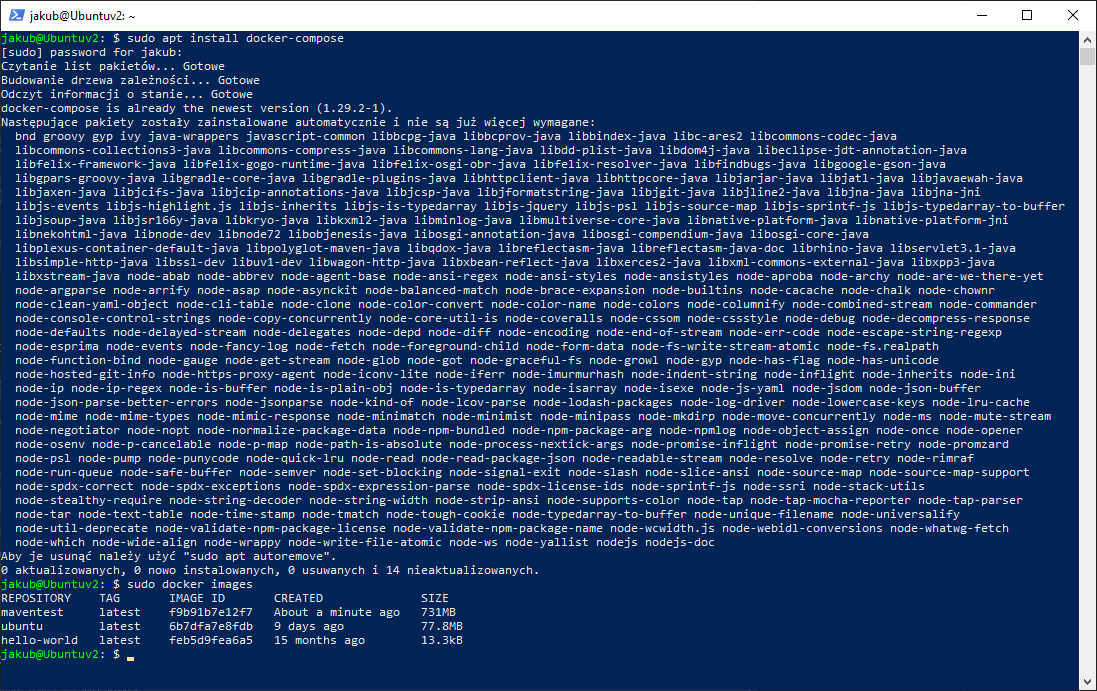 jakub@Ubuntuv2: ~
jakub@Ubuntuv2: $ sudo apt install docker-compose
[sudo] password for jakub:
Czytanie list pakietów... Gotowe
Budowanie drzewa zależności... Gotowe
Odczyt informacji o stanie... Gotowe
docker-compose is already the newest version (1.29.2-1).
Następujące pakiety zostały zainstalowane automatycznie i nie są już więcej wymagane:
bnd groovy gyp ivy java-wrappers javascript-common libbcpg-java libbcprov-java libbindex-java libc-ares2 libcommons-codec-java
libcommons-collections3-java libcommons-compress-java libcommons-lang-java libdd-plist-java libdom4j-java libeclipse-jdt-annotation-java
libfelix-framework-java libfelix-gogo-runtime-java libfelix-osgi-obr-java libfelix-resolver-java libfindbugs-java libgoogle-gson-java
libgpars-groovy-java libgradle-core-java libgradle-plugins-java libhttpclient-java libhttpcore-java libjarjar-java libjatl-java libjavaewah-java
libjaxen-java libjcifs-java libjcip-annotations-java libjcsp-java libjformatstring-java libjgit-java libjline2-java libjna-java libjna-jni
libjs-events libjs-highlight.js libjs-inherits libjs-is-typedarray libjs-jquery libjs-psl libjs-source-map libjs-sprintf-js libjs-typedarray-to-buffer
libjsoup-java libjsr166y-java libkryo-java libkxml2-java libminlog-java libmultiverse-core-java libnative-platform-java libnative-platform-jni
libnekohtml-java libnode-dev libnode72 libobjenesis-java libosgi-annotation-java libosgi-compendium-java libosgi-core-java
libplexus-container-default-java libpolyglot-maven-java libqdox-java libreflectasm-java libreflectasm-java-doc librhino-java libservlet3.1-java
libsimple-http-java libssl-dev libuv1-dev libwagon-http-java libxbean-reflect-java libxerces2-java libxml-commons-external-java libxpp3-java
libxstream-java node-abab node-abbrev node-agent-base node-ansi-regex node-ansi-styles node-ansistyles node-aproba node-archy node-are-we-there-yet
node-argparse node-arrify node-asap node-asynckit node-balanced-match node-brace-expansion node-builtins node-cacache node-chalk node-chownr
node-clean-yaml-object node-cli-table node-clone node-color-convert node-color-name node-colors node-columnify node-combined-stream node-commander
node-console-control-strings node-copy-concurrently node-core-util-is node-coveralls node-cssom node-cssstyle node-debug node-decompress-response
node-defaults node-delayed-stream node-delegates node-depd node-diff node-encoding node-end-of-stream node-err-code node-escape-string-regexp
node-esprima node-events node-fancy-log node-fetch node-foreground-child node-form-data node-fs-write-stream-atomic node-fs.realpath
node-function-bind node-gauge node-get-stream node-glob node-got node-graceful-fs node-growl node-gyp node-has-flag node-has-unicode
node-hosted-git-info node-https-proxy-agent node-iconv-lite node-iferr node-imurmurhash node-indent-string node-inflight node-inherits node-ini
node-ip node-ip-regex node-is-buffer node-is-plain-obj node-is-typedarray node-isarray node-isexe node-js-yaml node-jsdom node-json-buffer
node-json-parse-better-errors node-jsonparse node-kind-of node-lcov-parse node-lodash-packages node-log-driver node-lowercase-keys node-lru-cache
node-mime node-mime-types node-mimic-response node-minimatch node-minimist node-minipass node-mkdirp node-move-concurrently node-ms node-mute-stream
node-negotiator node-nopt node-normalize-package-data node-npm-bundled node-npm-package-arg node-npmlog node-object-assign node-once node-opener
node-osenv node-p-cancelable node-p-map node-path-is-absolute node-process-nextick-args node-promise-inflight node-promise-retry node-promzard
node-psl node-pump node-punycode node-quick-lru node-read node-read-package-json node-readable-stream node-resolve node-retry node-rimraf
node-run-queue node-safe-buffer node-semver node-set-blocking node-signal-exit node-slash node-slice-ansi node-source-map node-source-map-support
node-spdx-correct node-spdx-exceptions node-spdx-expression-parse node-spdx-license-ids node-sprintf-js node-ssri node-stack-utils
node-stealthy-require node-string-decoder node-string-width node-strip-ansi node-supports-color node-tap node-tap-mocha-reporter node-tap-parser
node-tar node-text-table node-time-stamp node-tmatch node-tough-cookie node-typedarray-to-buffer node-unique-filename node-universalify
node-util-deprecate node-validate-npm-package-license node-validate-npm-package-name node-wcwidth.js node-webidl-conversions node-whatwg-fetch
node-which node-wide-align node-wrappy node-write-file-atomic node-ws node-yallist nodejs nodejs-doc
Aby je usunąć należy użyć "sudo apt autoremove".
0 aktualizowanych, 0 nowo instalowanych, 0 usuwanych i 14 nieaktualizowanych.
jakub@Ubuntuv2: $ sudo docker images
REPOSITORY TAG IMAGE ID CREATED SIZE
maventest latest f9b91b7e12f7 About a minute ago 731MB
ubuntu latest 6b7dfa7e8fdb 9 days ago 77.8MB
hello-world latest feb5d9fea6a5 15 months ago 13.3kB
jakub@Ubuntuv2: $